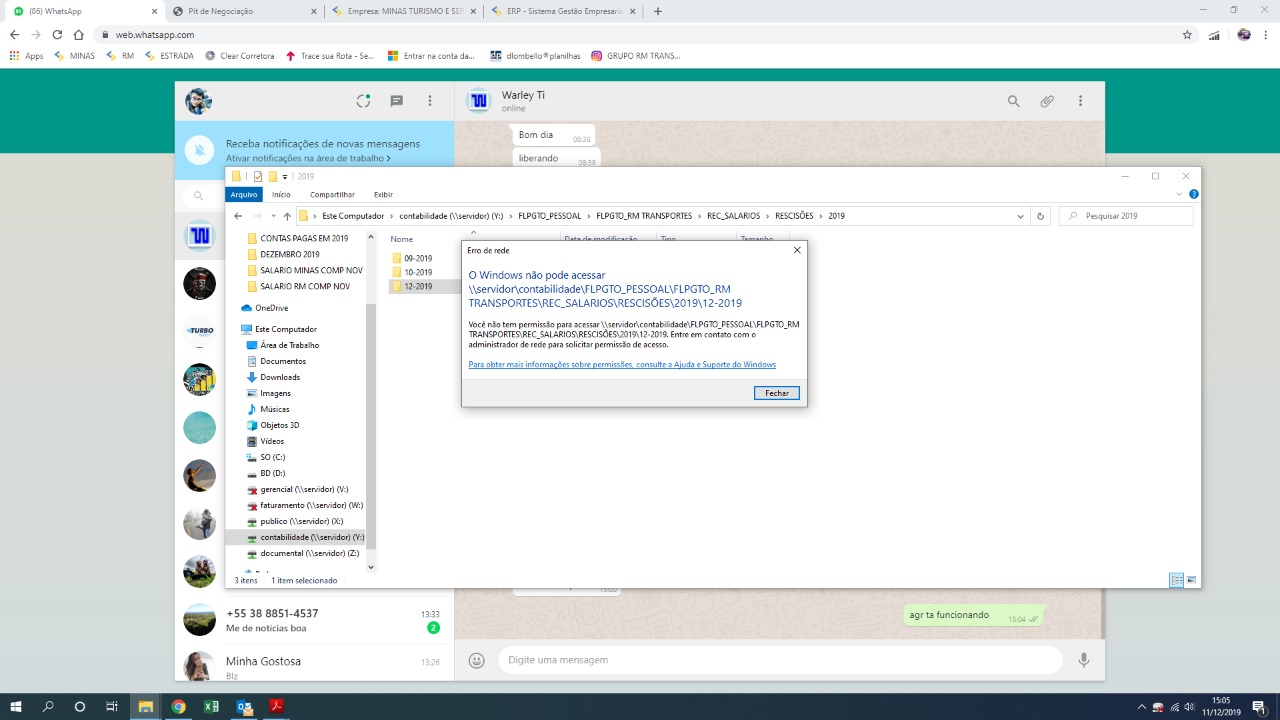 (86) WhatsApp
Pit de Negociação
Empresa: MINAS TURISMO E SER
ERP - Sistema Gestão Empresario
web.whatsapp.com
Apps
MINAS
RM
ESTRADA
Clear Corretora
Trace sua Rota - Se...
Entrar na conta da...
dlombello®planilhas
GRUPO RM TRANS...
Warley Ti
online
Receba notificações de novas mensagens
Ativar notificações na área de trabalho >
Bom dia 08:38
liberando 08:38
2019
Arquivo Início Compartilhar Exibir
Este Computador > contabilidade (\\servidor) (Y:) > FLPGTO_PESSOAL > FLPGTO_RM TRANSPORTES > REC_SALARIOS > RESCISÕES > 2019
Pesquisar 2019
CONTAS PAGAS EM 2019
DEZEMBRO 2019
SALARIO MINAS COMP NOV
SALARIO RM COMP NOV
OneDrive
Este Computador
Área de Trabalho
Documentos
Downloads
Imagens
Músicas
Objetos 3D
Vídeos
SO (C:)
BD (D:)
gerencial (\\servidor) (V:)
faturamento (\\servidor) (W:)
publico (\\servidor) (X:)
contabilidade (\\servidor) (Y:)
documental (\\servidor) (Z:)
Nome Data de modificação Tipo Tamanho
09-2019
10-2019
12-2019
Erro de rede
O Windows não pode acessar
\\servidor\contabilidade\FLPGTO_PESSOAL\FLPGTO_RM
TRANSPORTES\REC_SALARIOS\RESCISÕES\2019\12-2019
Você não tem permissão para acessar \\servidor\contabilidade\FLPGTO_PESSOAL\FLPGTO_RM
TRANSPORTES\REC_SALARIOS\RESCISÕES\2019\12-2019. Entre em contato com o
administrador de rede para solicitar permissão de acesso.
Para obter mais informações sobre permissões, consulte a Ajuda e Suporte do Windows
Fechar
3 itens 1 item selecionado
15:00
agr ta funcionando 15:04
+55 38 8851-4537 13:33
Me de noticias boa 2
Minha Gostosa 13:26
Blz
Digite uma mensagem
15:05
11/12/2019